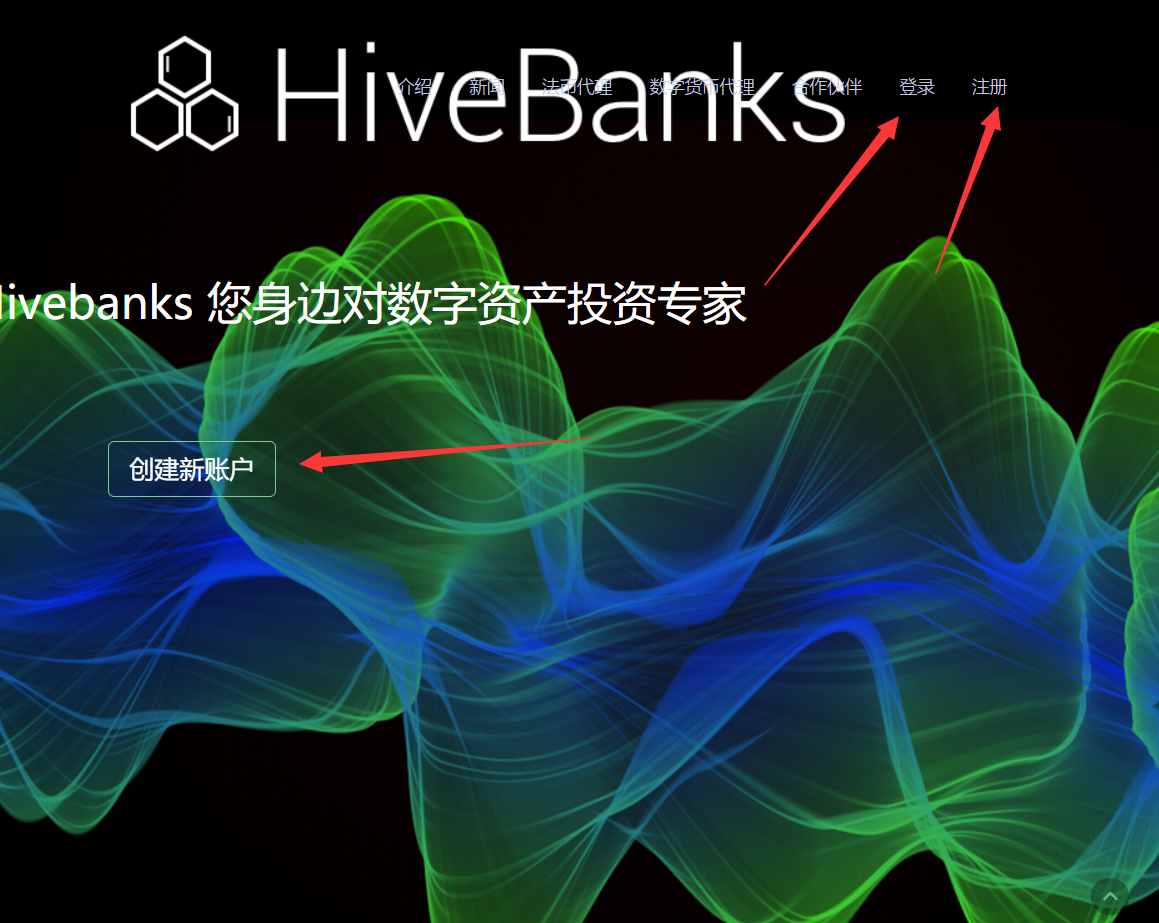 HiveBanks
介绍 新闻 法币代理 数字货币代理 合作伙伴 登录 注册
ivebanks 您身边对数字资产投资专家
创建新账户